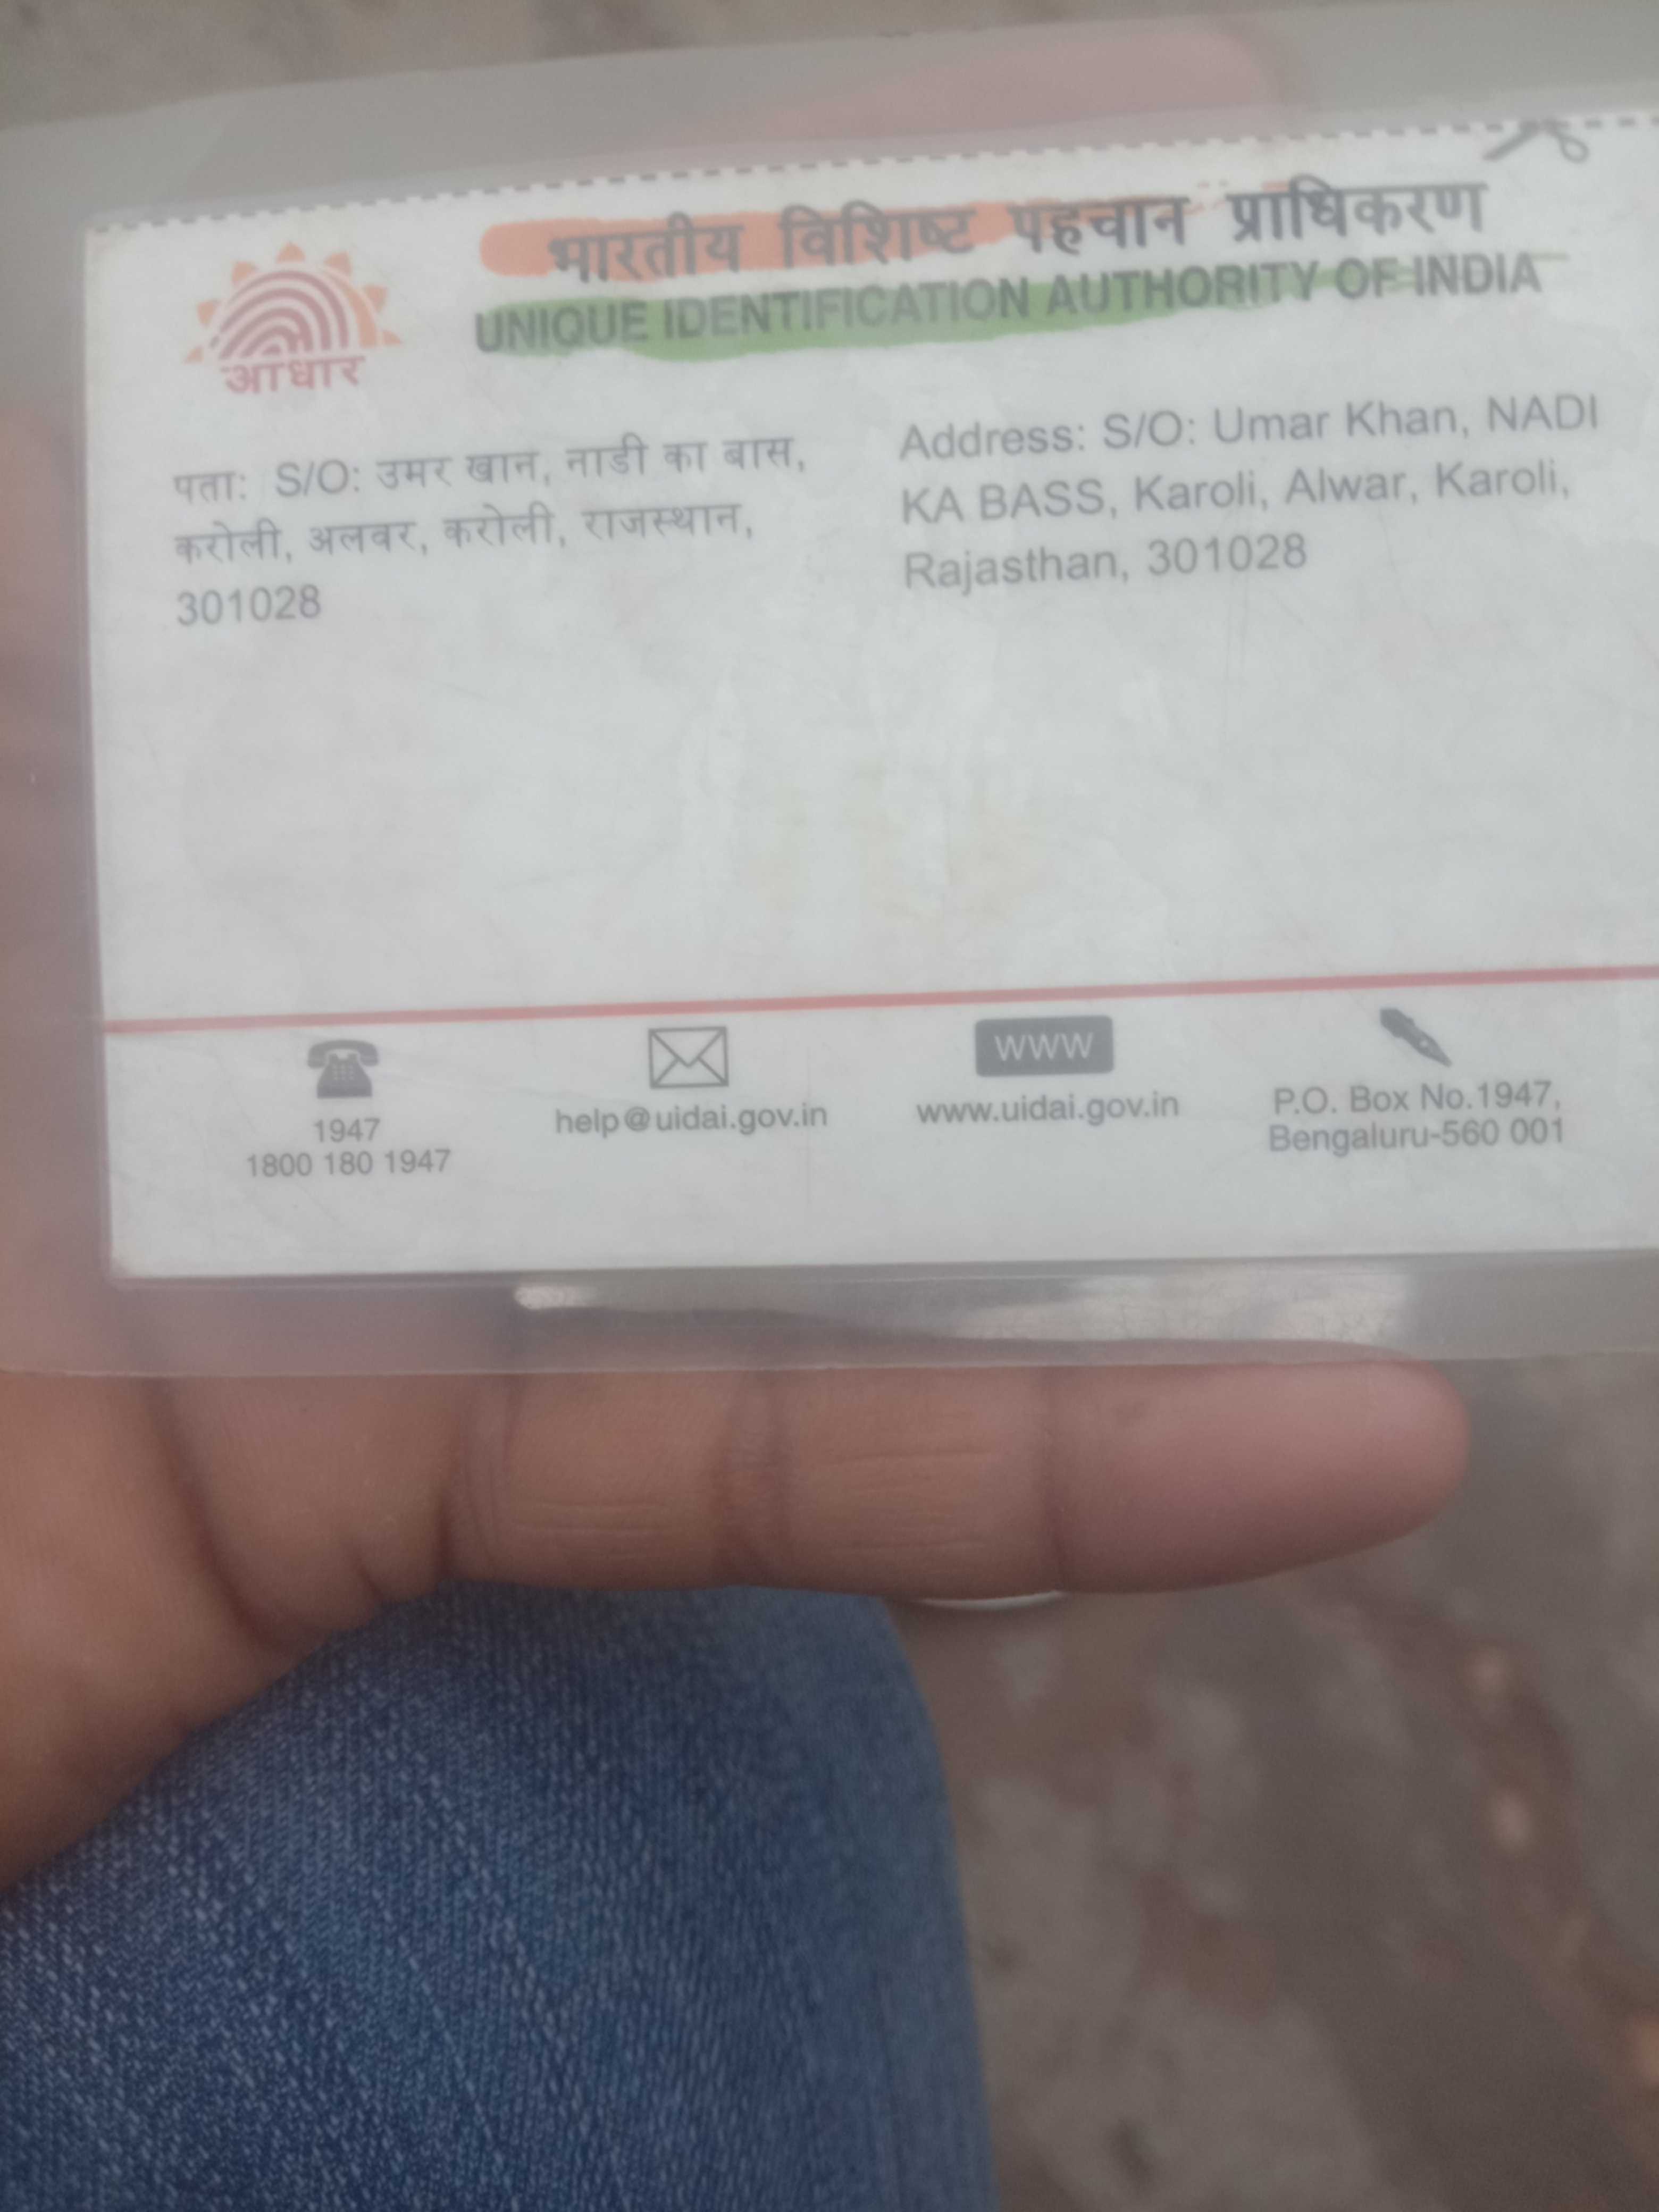 भारतीय विशिष्ट पहचान प्राधिकरण
UNIQUE IDENTIFICATION AUTHORITY OF INDIA
आधार
पता: S/O: उमर खान, नाडी का बास,
करोली, अलवर, करोली, राजस्थान,
301028
Address: S/O: Umar Khan, NADI
KA BASS, Karoli, Alwar, Karoli,
Rajasthan, 301028
1947
1800 180 1947
help@uidai.gov.in
www
www.uidai.gov.in
P.O. Box No.1947,
Bengaluru-560 001